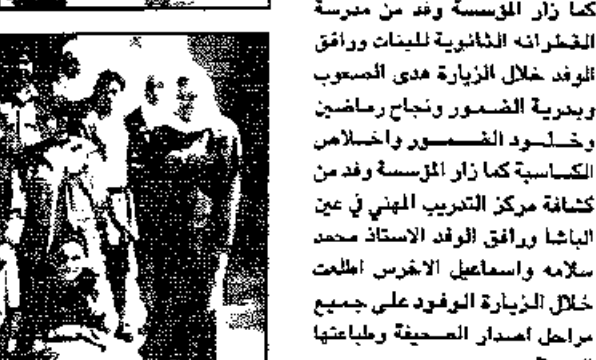 كما زار المؤسسة وفد من مدرسة
القطرانه الثانوية للبنات ورافق
الوفد خلال الزيارة هدى الصعوب
وبدرية الضمور ونجاح رماضين
وخلود الضمور واخلاص
الكساسبة كما زار المؤسسة وفد من
كشافة مركز التدريب المهني في عين
الباشا ورافق الوفد الاستاذ محمد
سلامه واسماعيل الاخرس اطلعت
خلال الزيارة الوفود على جميع
مراحل اصدار الصحيفة وطباعتها